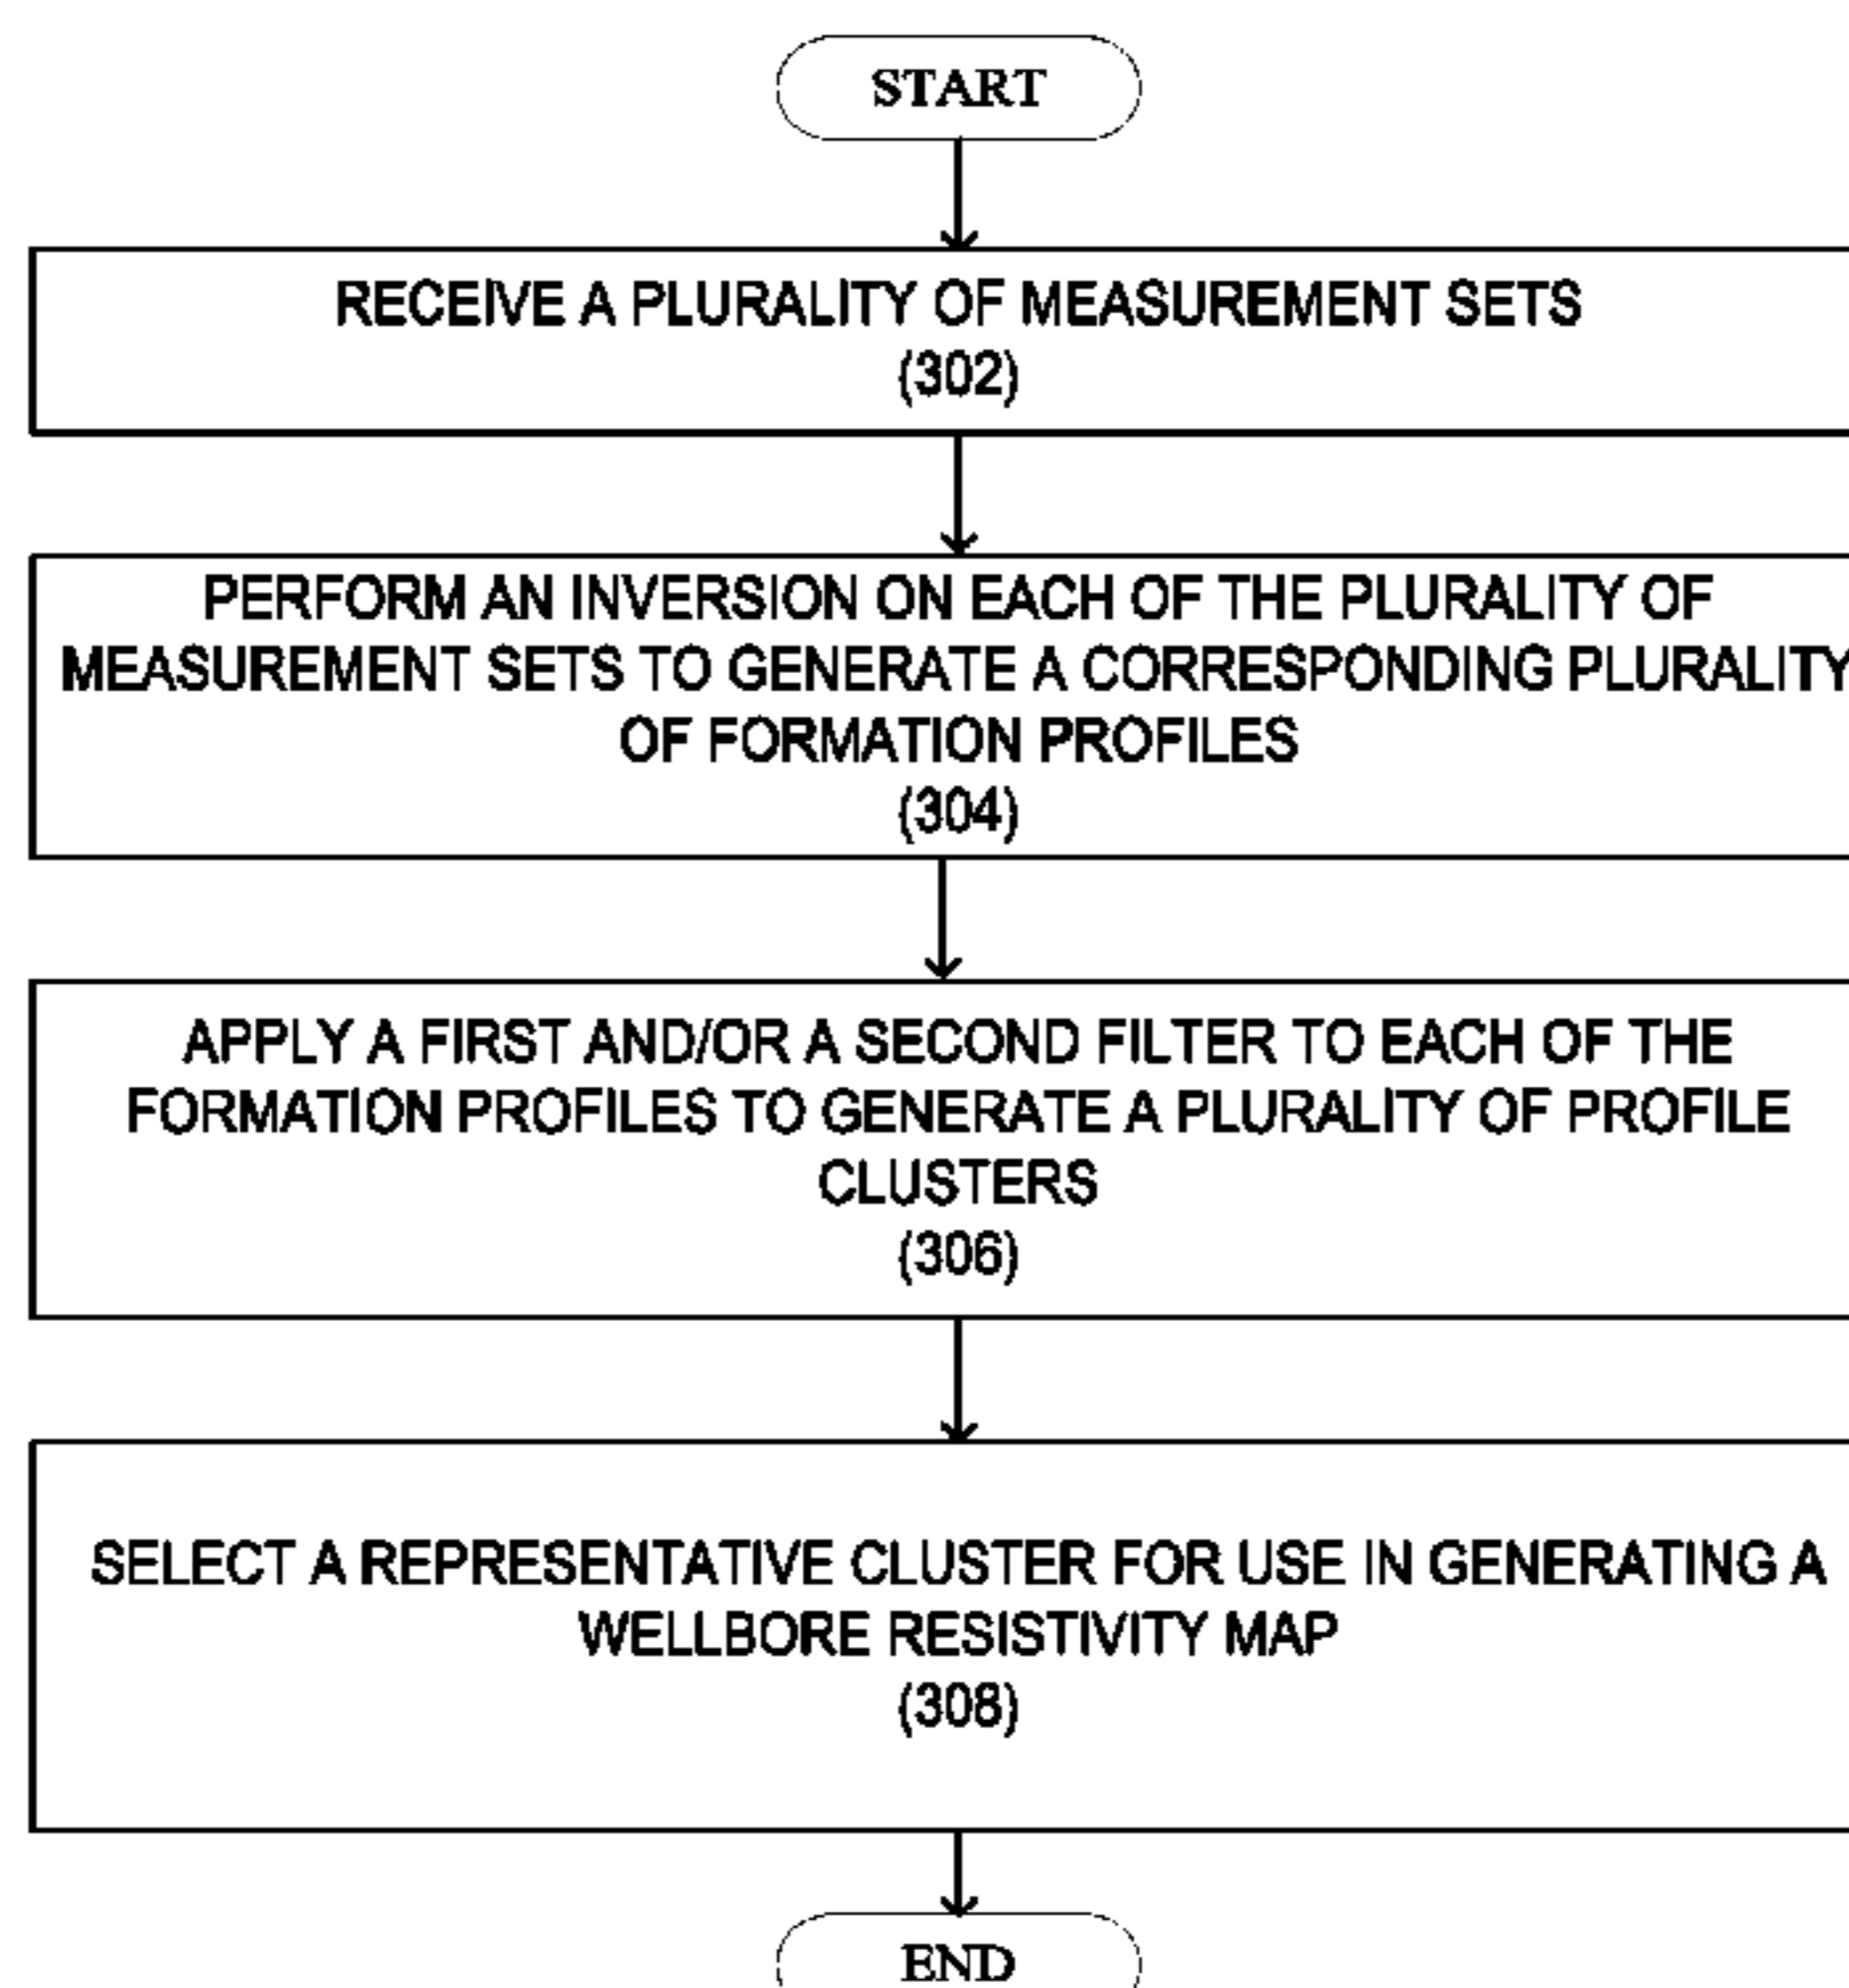 START
RECEIVE A PLURALITY OF MEASUREMENT SETS
(302)
PERFORM AN INVERSION ON EACH OF THE PLURALITY OF
MEASUREMENT SETS TO GENERATE A CORRESPONDING PLURALITY
OF FORMATION PROFILES
(304)
APPLY A FIRST AND/OR A SECOND FILTER TO EACH OF THE
FORMATION PROFILES TO GENERATE A PLURALITY OF PROFILE
CLUSTERS
(306)
SELECT A REPRESENTATIVE CLUSTER FOR USE IN GENERATING A
WELLBORE RESISTIVITY MAP
(308)
END